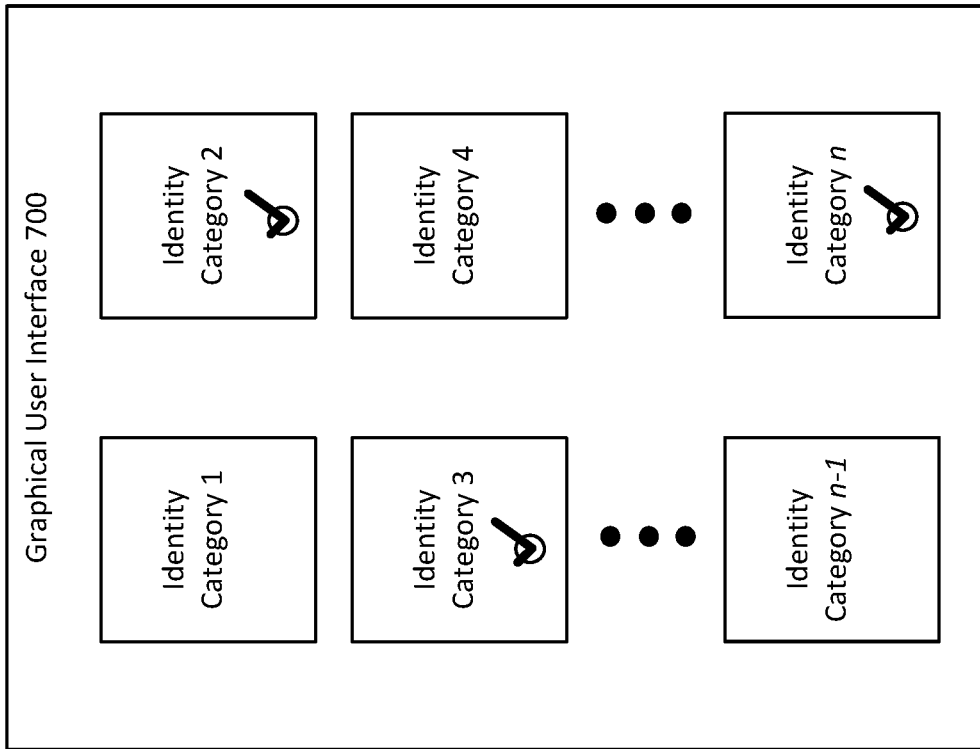 Graphical User Interface 700
Identity
Category 1
Identity
Category 2
Identity
Category 3
Identity
Category 4
Identity
Category n-1
Identity
Category n